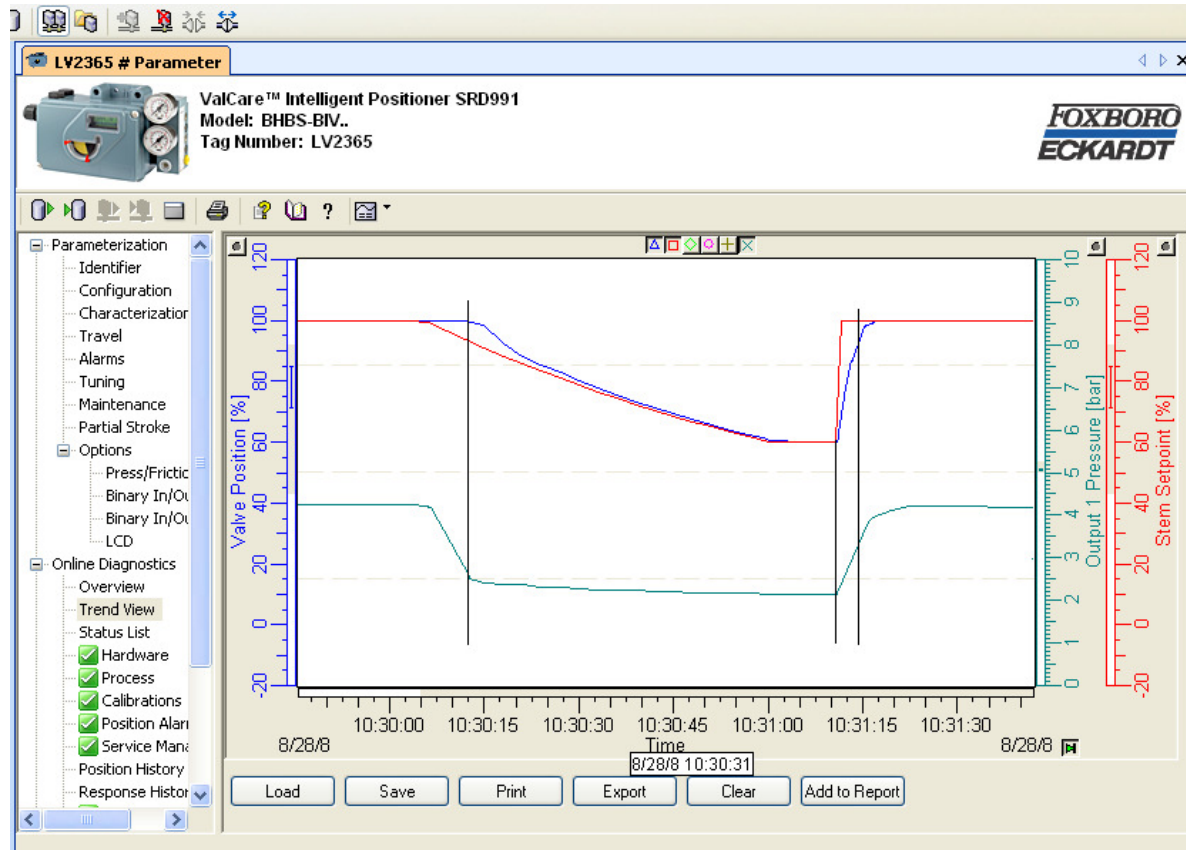 LV2365 # Parameter
ValCare™ Intelligent Positioner SRD991
Model: BHBS-BIV..
Tag Number: LV2365
FOXBORO
ECKARDT
?
Parameterization
Identifier
Configuration
Characterization
Travel
Alarms
Tuning
Maintenance
Partial Stroke
Options
Press/Frictic
Binary In/Ou
Binary In/Ou
LCD
Online Diagnostics
Overview
Trend View
Status List
Hardware
Process
Calibrations
Position Alarr
Service Mana
Position History
Response Histor
Valve Position [%]
120
100
80
60
40
20
0
-20
Output 1 Pressure [bar]
10
9
8
7
6
5
4
3
2
1
0
Stem Setpoint [%]
120
100
80
60
40
20
0
-20
10:30:00 10:30:15 10:30:30 10:30:45 10:31:00 10:31:15 10:31:30
8/28/8 Time 8/28/8
8/28/8 10:30:31
Load Save Print Export Clear Add to Report